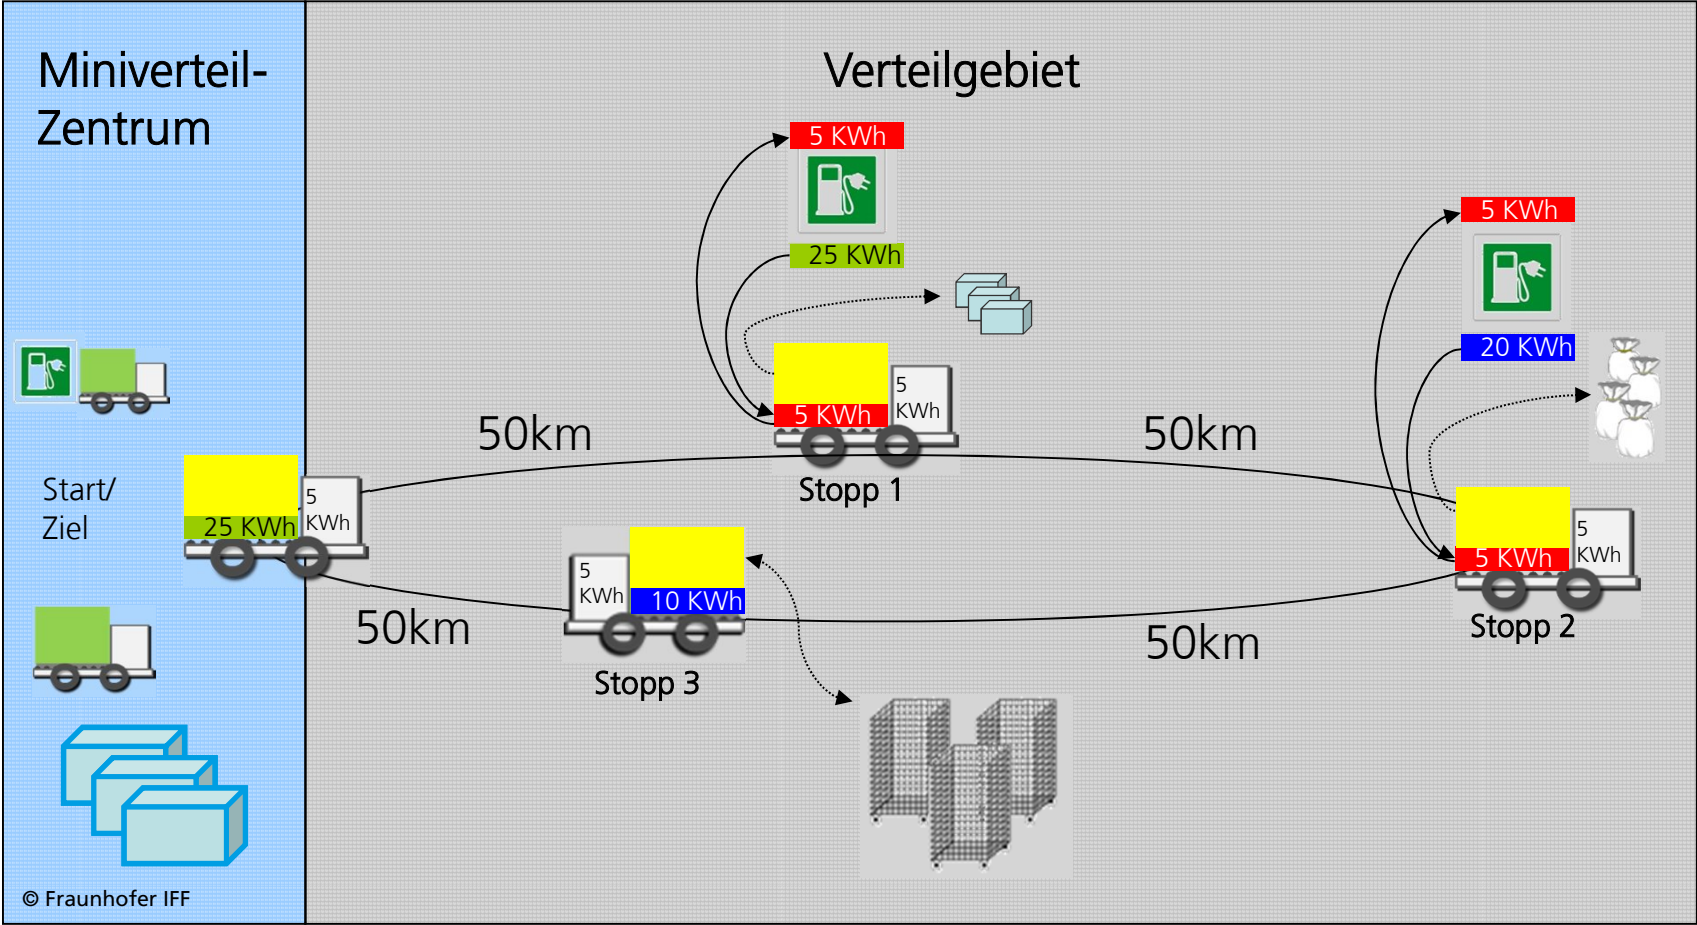 Miniverteil-
Zentrum
Verteilgebiet
5 KWh
25 KWh
5 KWh
20 KWh
5
KWh
5 KWh
50km
50km
Stopp 1
Start/
Ziel
5
KWh
25 KWh
5
KWh
5 KWh
Stopp 2
5
KWh
10 KWh
50km
50km
Stopp 3
© Fraunhofer IFF